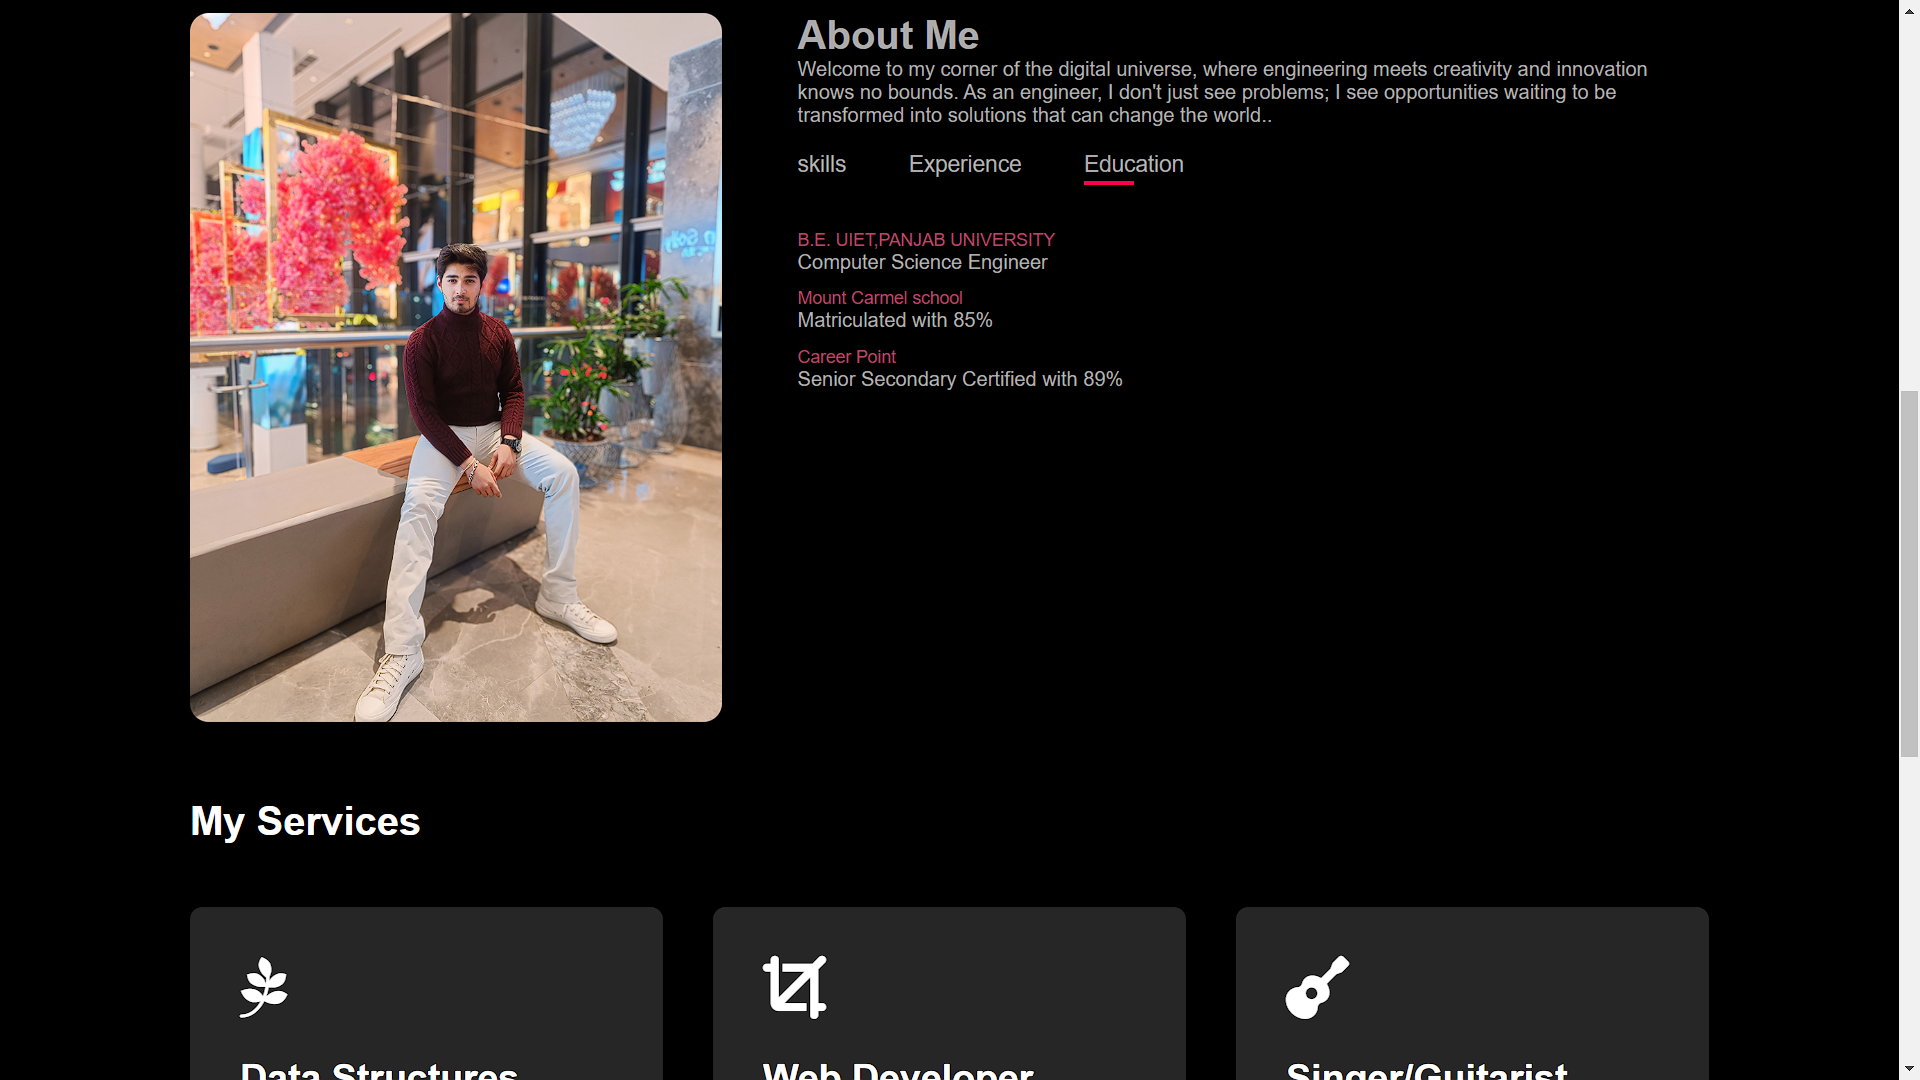 About Me
Welcome to my corner of the digital universe, where engineering meets creativity and innovation
knows no bounds. As an engineer, I don't just see problems; I see opportunities waiting to be
transformed into solutions that can change the world..
skills Experience Education
B.E. UIET,PANJAB UNIVERSITY
Computer Science Engineer
Mount Carmel school
Matriculated with 85%
Career Point
Senior Secondary Certified with 89%
My Services
Data Structures Web Developer Singer/Guitarist